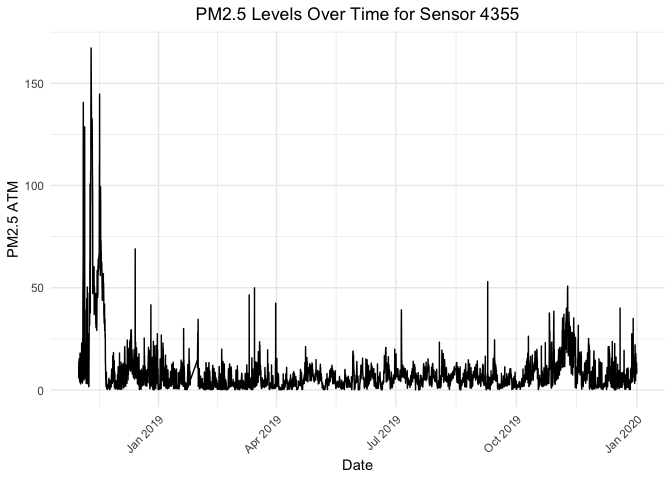 PM2.5 Levels Over Time for Sensor 4355
PM2.5 ATM
150
100
50
0
Jan 2019
Apr 2019
Jul 2019
Oct 2019
Jan 2020
Date